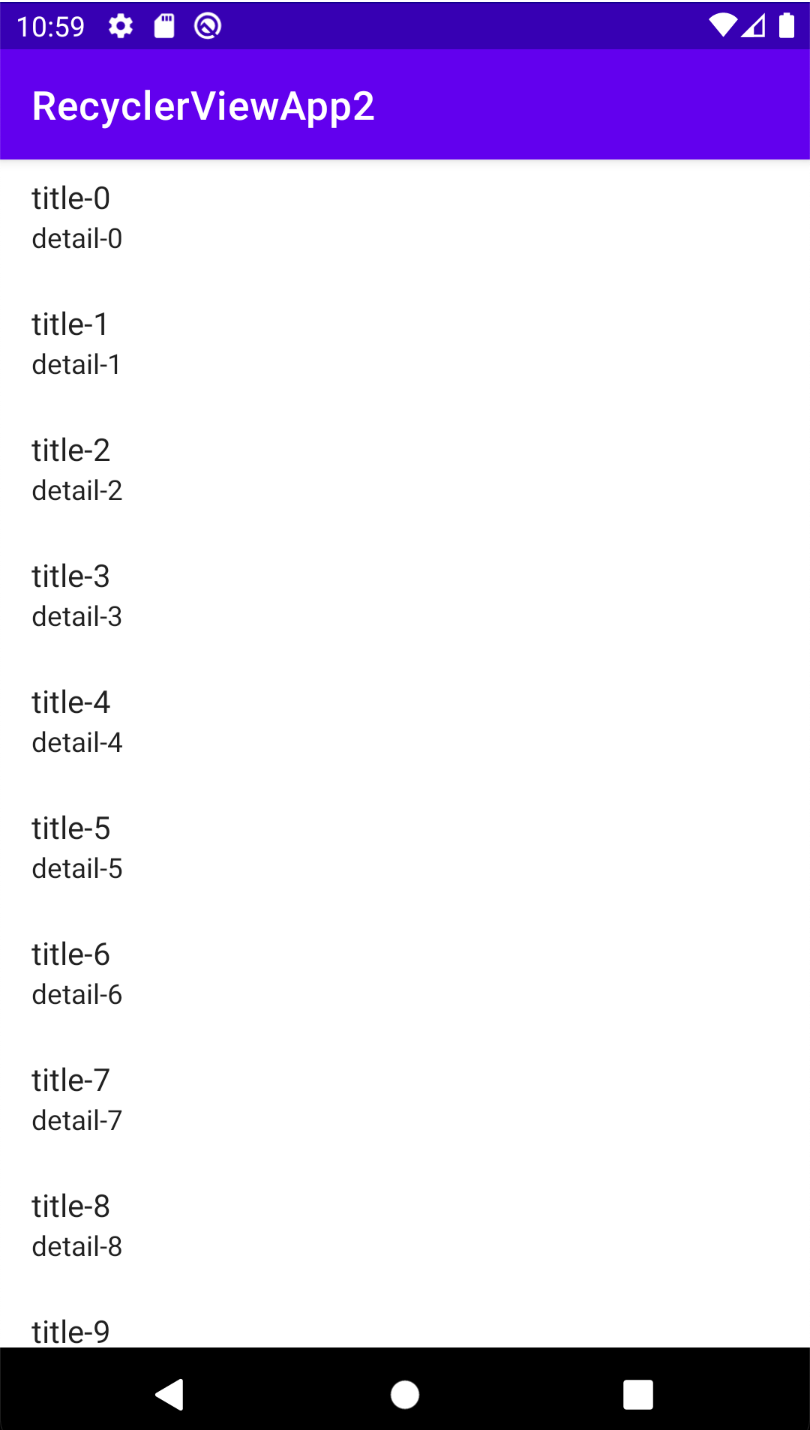 10:59
RecyclerViewApp2
title-0
detail-0
title-1
detail-1
title-2
detail-2
title-3
detail-3
title-4
detail-4
title-5
detail-5
title-6
detail-6
title-7
detail-7
title-8
detail-8
title-9